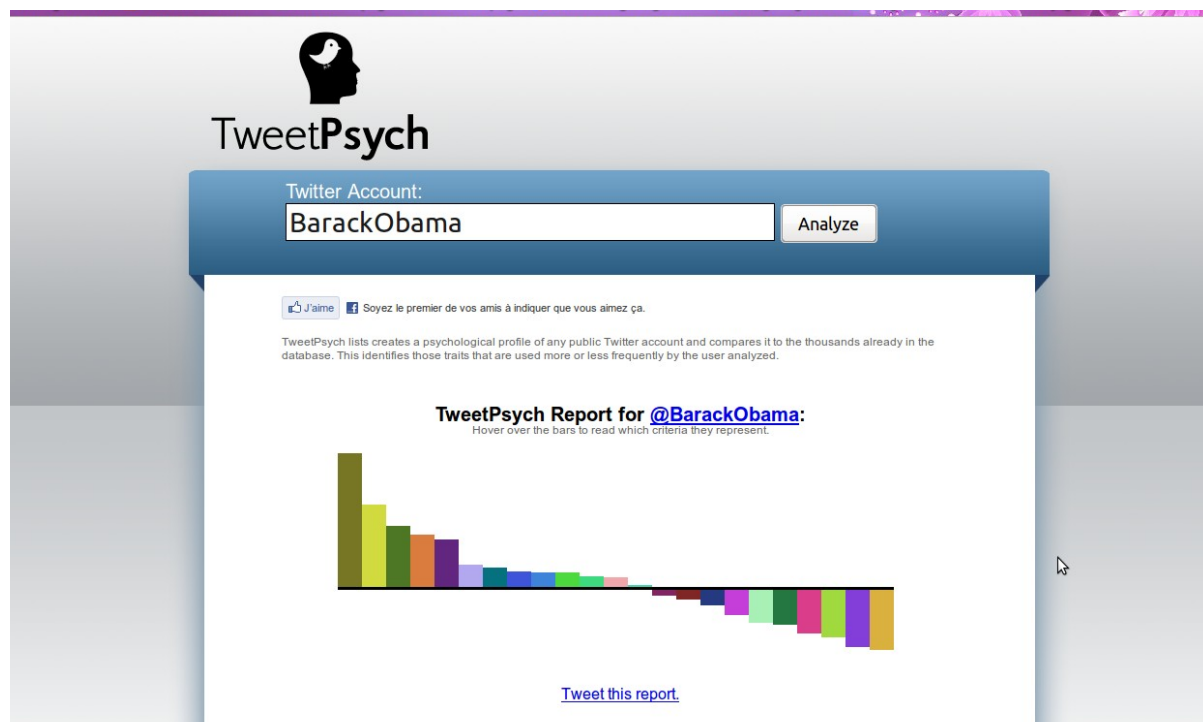 TweetPsych
Twitter Account:
BarackObama
Analyze
J'aime
Soyez le premier de vos amis à indiquer que vous aimez ça.
TweetPsych lists creates a psychological profile of any public Twitter account and compares it to the thousands already in the
database. This identifies those traits that are used more or less frequently by the user analyzed.
TweetPsych Report for @BarackObama:
Hover over the bars to read which criteria they represent.
Tweet this report.